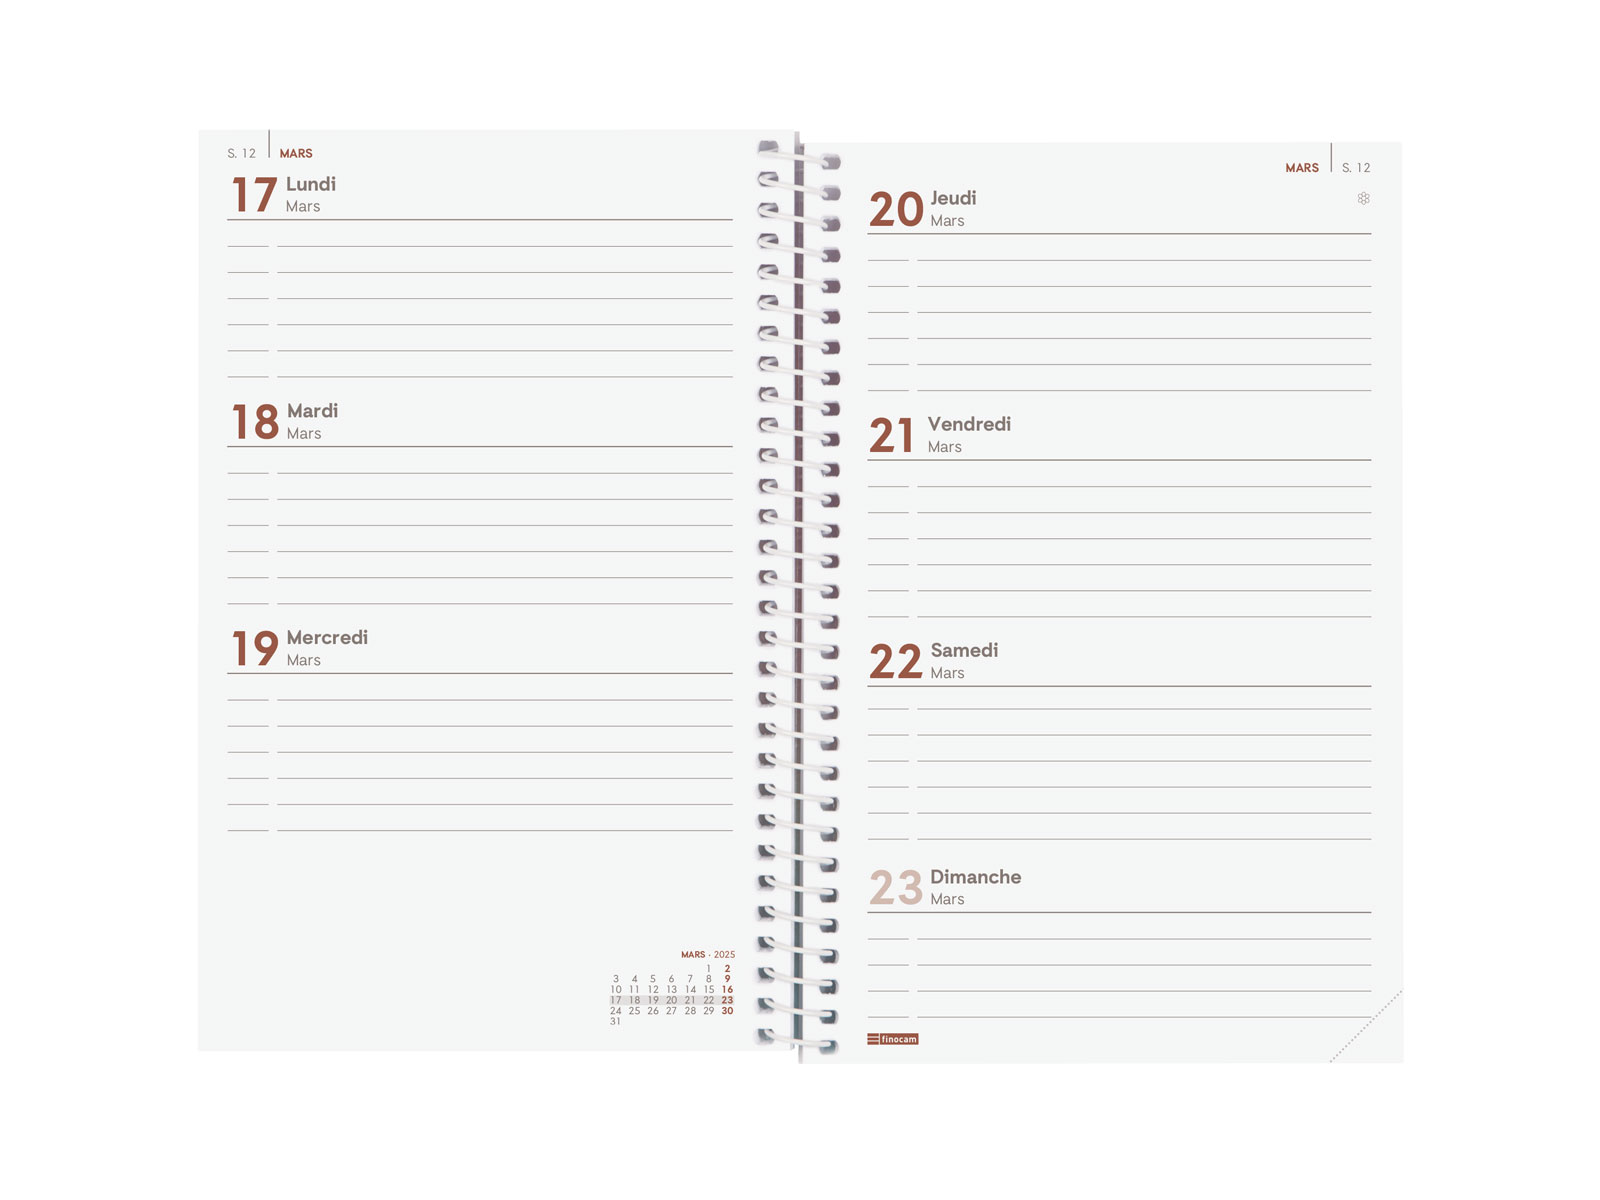 S. 12 MARS
17 Lundi
Mars
18 Mardi
Mars
19 Mercredi
Mars
MARS · 2025
1 2
3 4 5 6 7 8 9
10 11 12 13 14 15 16
17 18 19 20 21 22 23
24 25 26 27 28 29 30
31
MARS S. 12
20 Jeudi
Mars
21 Vendredi
Mars
22 Samedi
Mars
23 Dimanche
Mars
finocam